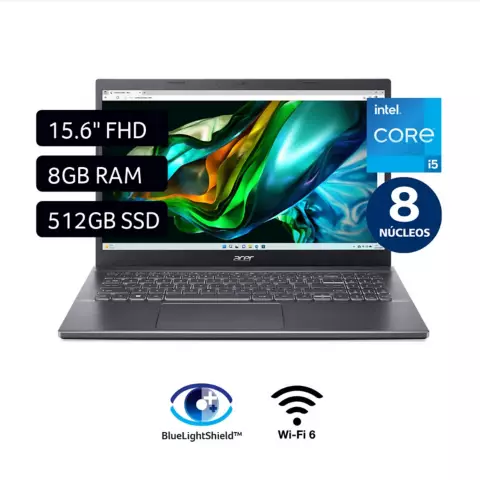 15.6" FHD
8GB RAM
512GB SSD
intel
CORE
i5
8
NÚCLEOS
acer
BlueLightShield™
Wi-Fi 6